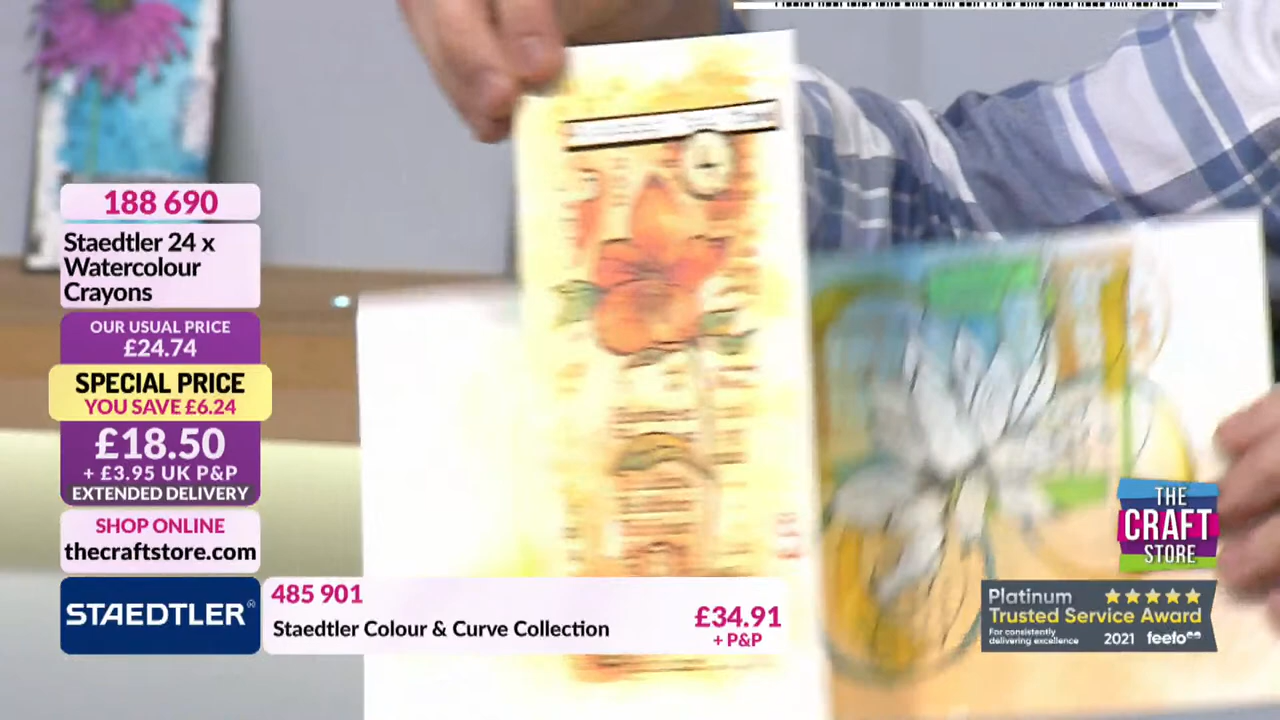 188 690
Staedtler 24 x
Watercolour
Crayons
OUR USUAL PRICE
£24.74
SPECIAL PRICE
YOU SAVE £6.24
£18.50
+ £3.95 UK P&P
EXTENDED DELIVERY
SHOP ONLINE
thecraftstore.com
STAEDTLER®
485 901
Staedtler Colour & Curve Collection
£34.91
+ P&P
THE
CRAFT
STORE
Platinum ★★★★★
Trusted Service Award
For consistently
delivering excellence
2021 feefo